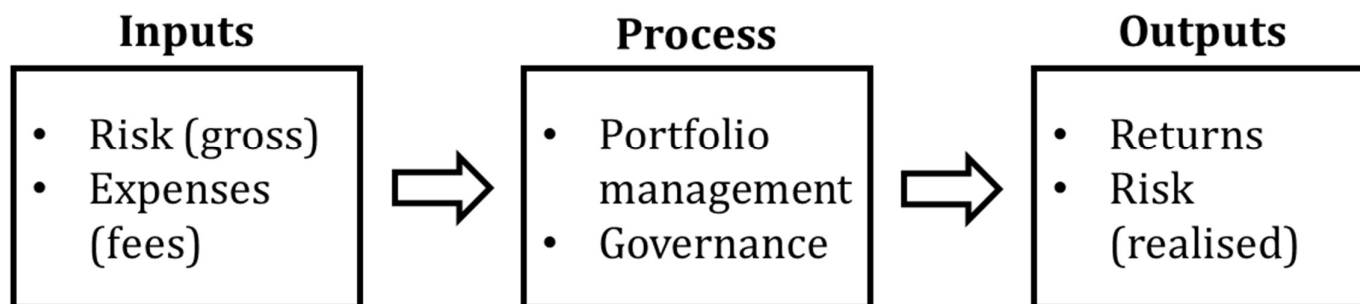 Inputs
• Risk (gross)
• Expenses
(fees)
Process
• Portfolio
management
• Governance
Outputs
• Returns
• Risk
(realised)